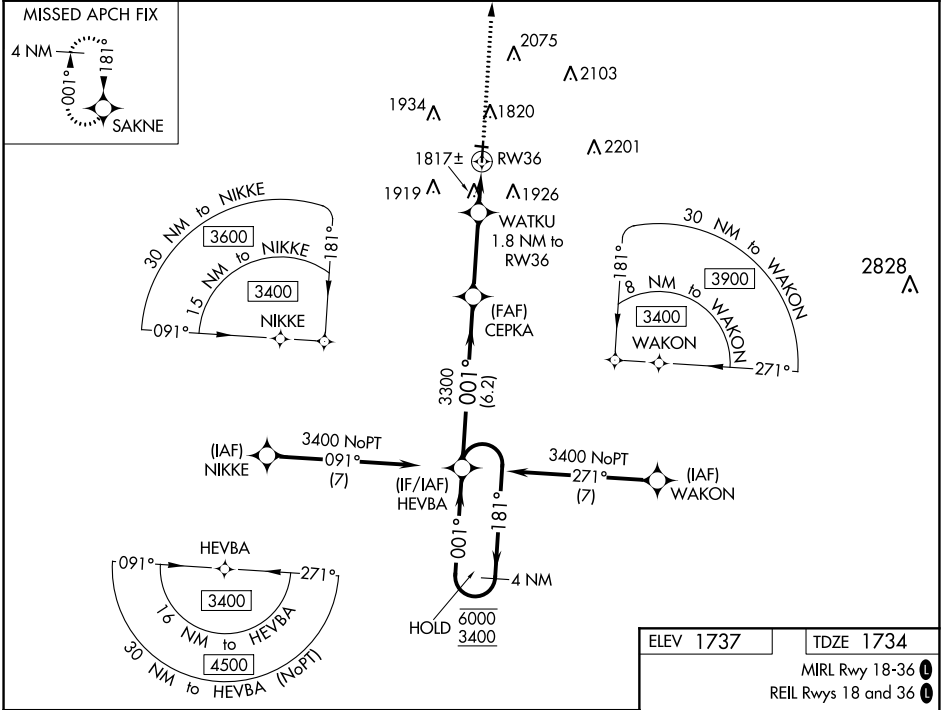 MISSED APCH FIX
4 NM
001°
181°
SAKNE
2075
2103
1934
1820
2201
1817±
RW36
1919
1926
WATKU
1.8 NM to
RW36
30 NM to NIKKE
3600
181°
15 NM to NIKKE
3400
NIKKE
091°
30 NM to WAKON
3900
181°
8 NM to WAKON
3400
WAKON
271°
2828
(FAF)
CEPKA
3300
001°
(6.2)
(IAF)
NIKKE
3400 NoPT
091°
(7)
(IF/IAF)
HEVBA
3400 NoPT
271°
(7)
(IAF)
WAKON
001°
181°
4 NM
HOLD
6000
3400
HEVBA
091°
271°
3400
16 NM to HEVBA
4500
30 NM to HEVBA (NoPT)
ELEV 1737
TDZE 1734
MIRL Rwy 18-36 L
REIL Rwys 18 and 36 L